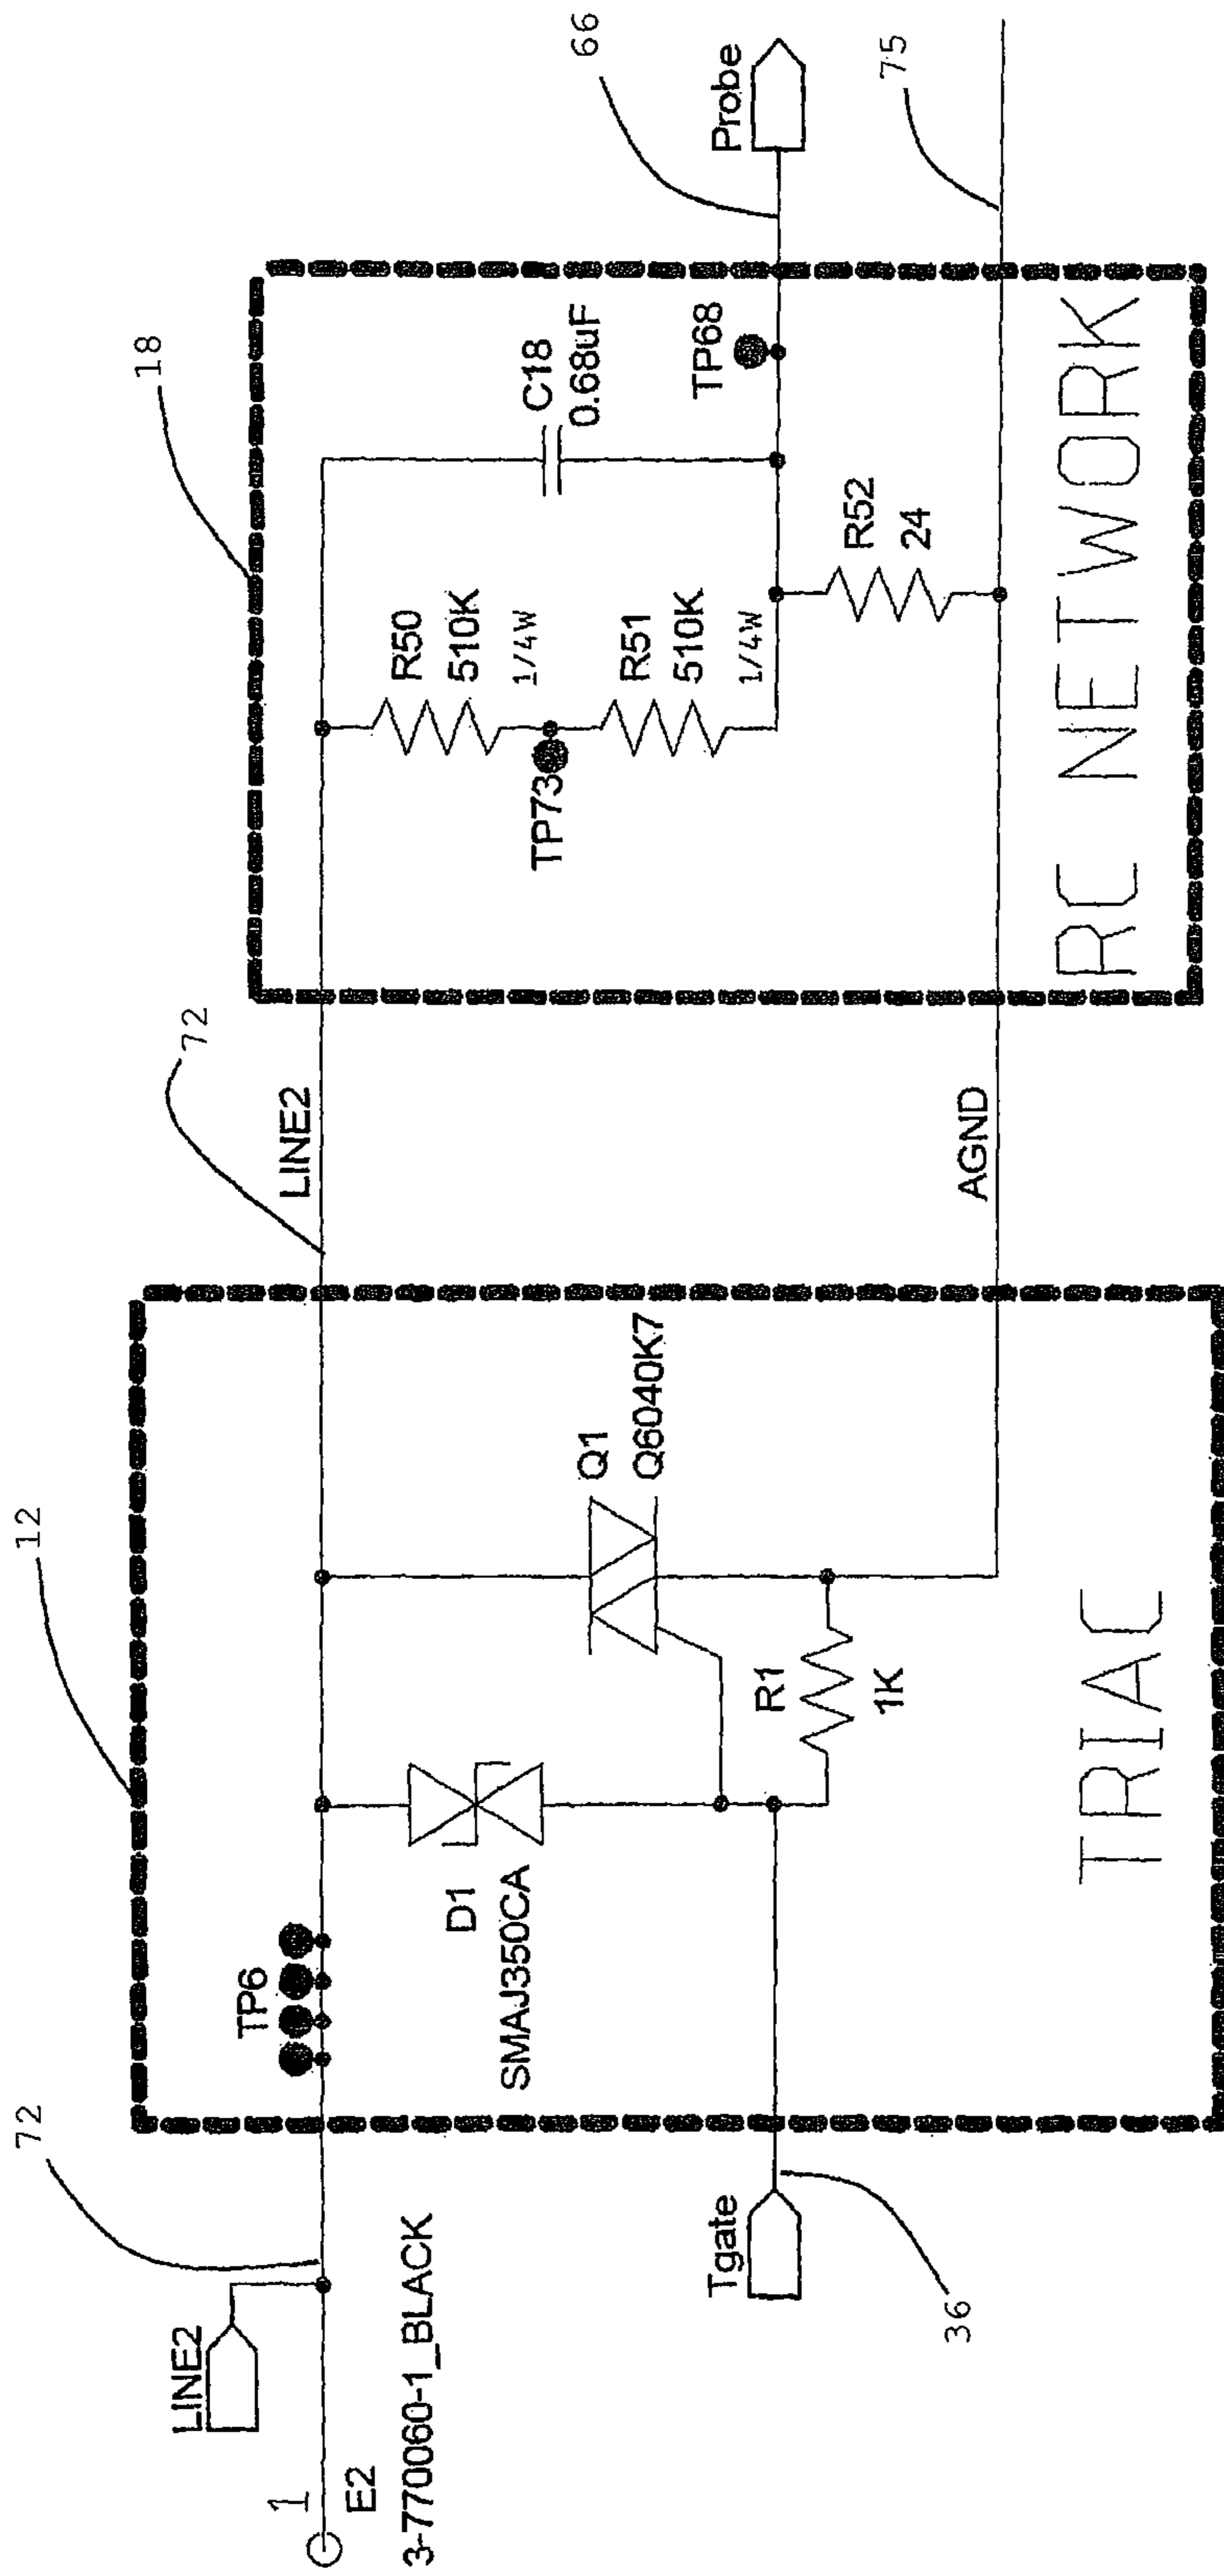 LINE2
1
E2
3-770060-1_BLACK
72
TP6
D1
SMAJ350CA
Tgate
36
12
Q1
Q6040K7
R1
1K
TRIAC
72
LINE2
AGND
18
R50
510K
1/4W
TP73
R51
510K
1/4W
C18
0.68uF
R52
24
TP68
RC NETWORK
Probe
66
75